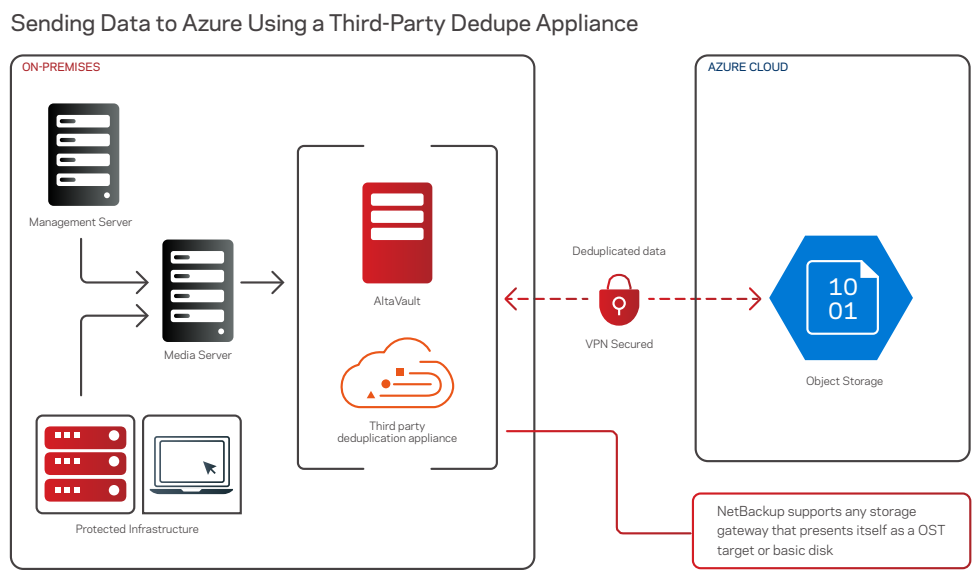 Sending Data to Azure Using a Third-Party Dedupe Appliance
ON-PREMISES
AZURE CLOUD
Management Server
Media Server
AltaVault
Third party
deduplication appliance
Protected Infrastructure
Deduplicated data
VPN Secured
10
01
Object Storage
NetBackup supports any storage
gateway that presents itself as a OST
target or basic disk